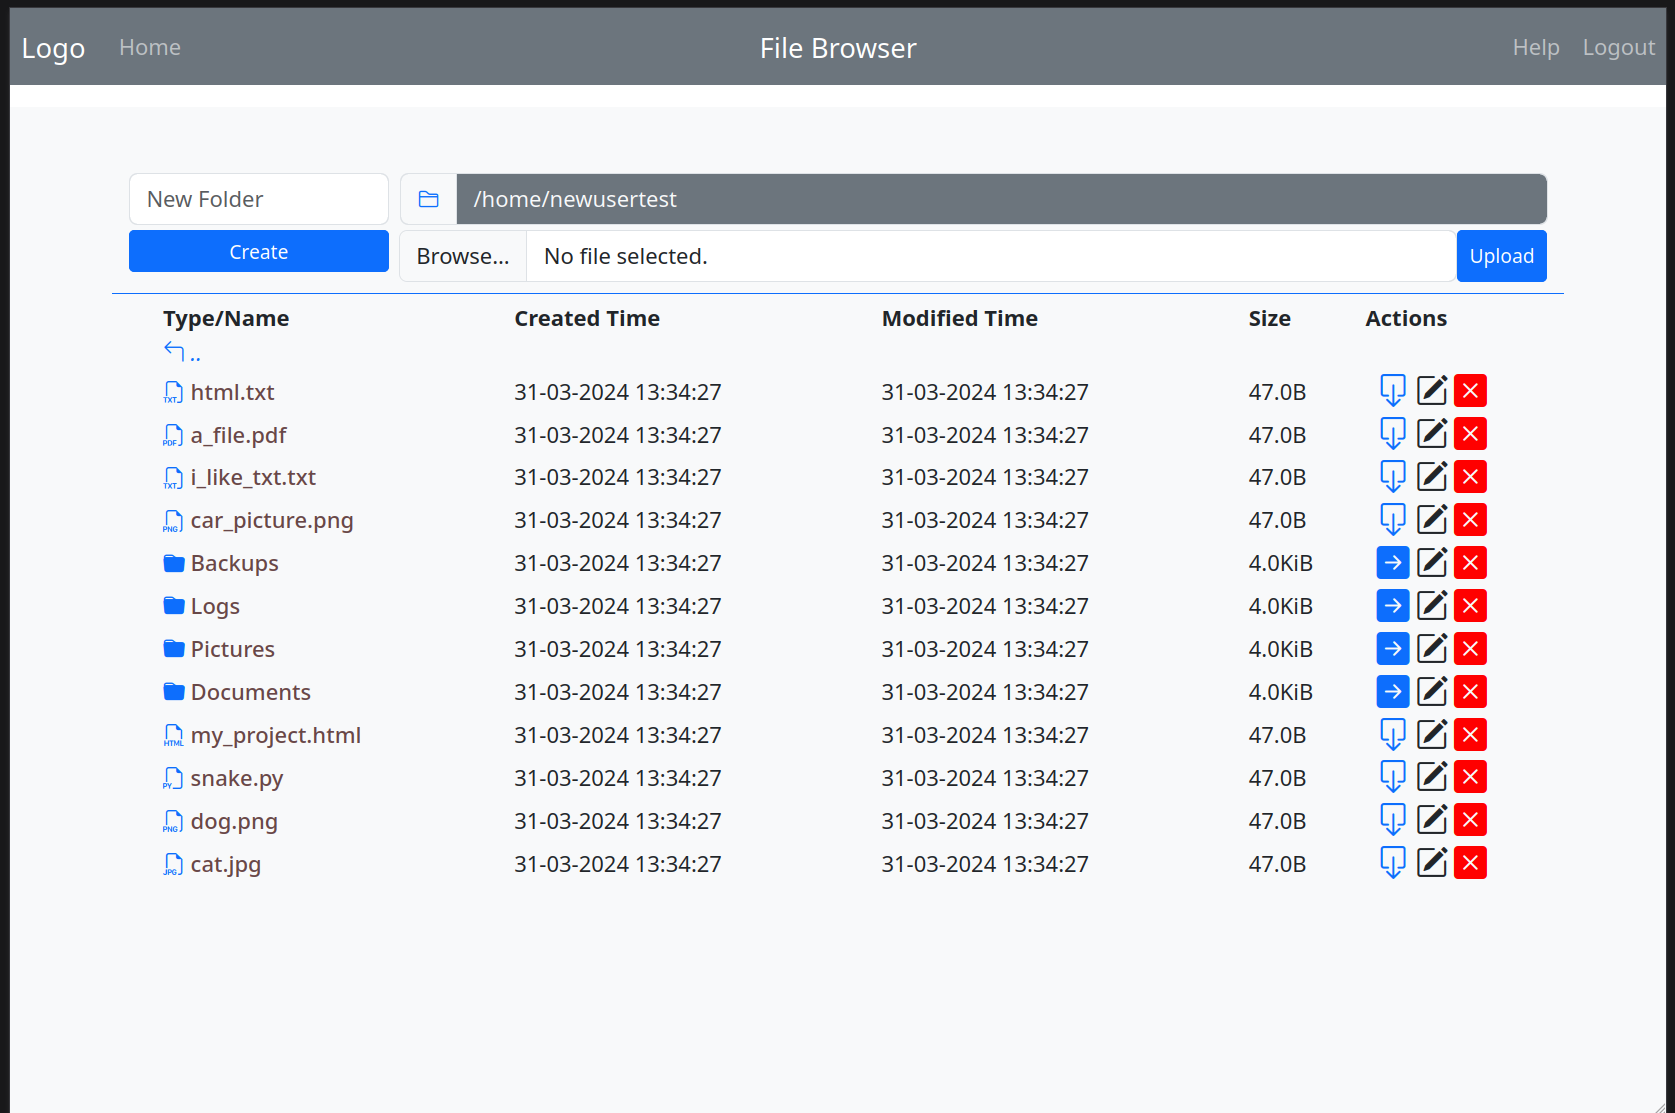 Logo Home File Browser Help Logout
New Folder /home/newusertest
Create Browse... No file selected. Upload
Type/Name Created Time Modified Time Size Actions
..
TXT html.txt 31-03-2024 13:34:27 31-03-2024 13:34:27 47.0B
PDF a_file.pdf 31-03-2024 13:34:27 31-03-2024 13:34:27 47.0B
TXT i_like_txt.txt 31-03-2024 13:34:27 31-03-2024 13:34:27 47.0B
PNG car_picture.png 31-03-2024 13:34:27 31-03-2024 13:34:27 47.0B
Backups 31-03-2024 13:34:27 31-03-2024 13:34:27 4.0KiB
Logs 31-03-2024 13:34:27 31-03-2024 13:34:27 4.0KiB
Pictures 31-03-2024 13:34:27 31-03-2024 13:34:27 4.0KiB
Documents 31-03-2024 13:34:27 31-03-2024 13:34:27 4.0KiB
HTML my_project.html 31-03-2024 13:34:27 31-03-2024 13:34:27 47.0B
PY snake.py 31-03-2024 13:34:27 31-03-2024 13:34:27 47.0B
PNG dog.png 31-03-2024 13:34:27 31-03-2024 13:34:27 47.0B
JPG cat.jpg 31-03-2024 13:34:27 31-03-2024 13:34:27 47.0B